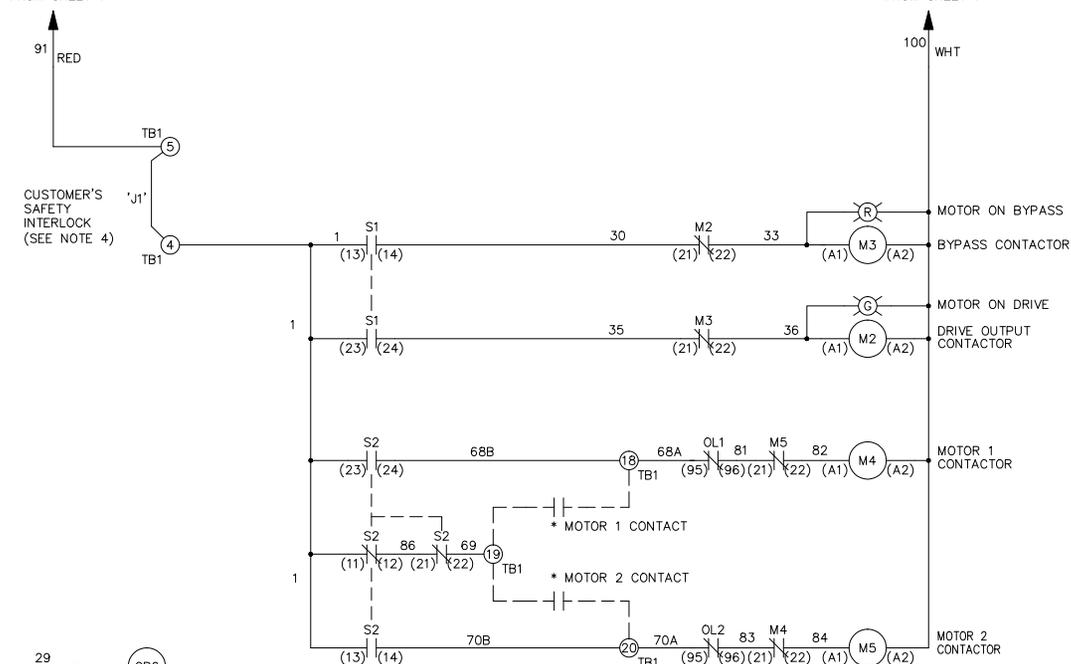 91
RED
100
WHT
TB1
5
CUSTOMER'S
SAFETY
INTERLOCK
(SEE NOTE 4)
'J1'
4
TB1
MOTOR ON BYPASS
R
1
S1
(13)
(14)
30
M2
(21)
(22)
33
(A1)
M3
(A2)
BYPASS CONTACTOR
MOTOR ON DRIVE
G
1
S1
(23)
(24)
35
M3
(21)
(22)
36
(A1)
M2
(A2)
DRIVE OUTPUT
CONTACTOR
S2
(23)
(24)
68B
18
TB1
68A
OL1
(95)
(96)
81
M5
(21)
(22)
82
(A1)
M4
(A2)
MOTOR 1
CONTACTOR
* MOTOR 1 CONTACT
S2
(11)
(12)
86
S2
(21)
(22)
69
19
TB1
* MOTOR 2 CONTACT
1
S2
(13)
(14)
70B
20
TB1
70A
OL2
(95)
(96)
83
M4
(21)
(22)
84
(A1)
M5
(A2)
MOTOR 2
CONTACTOR
29